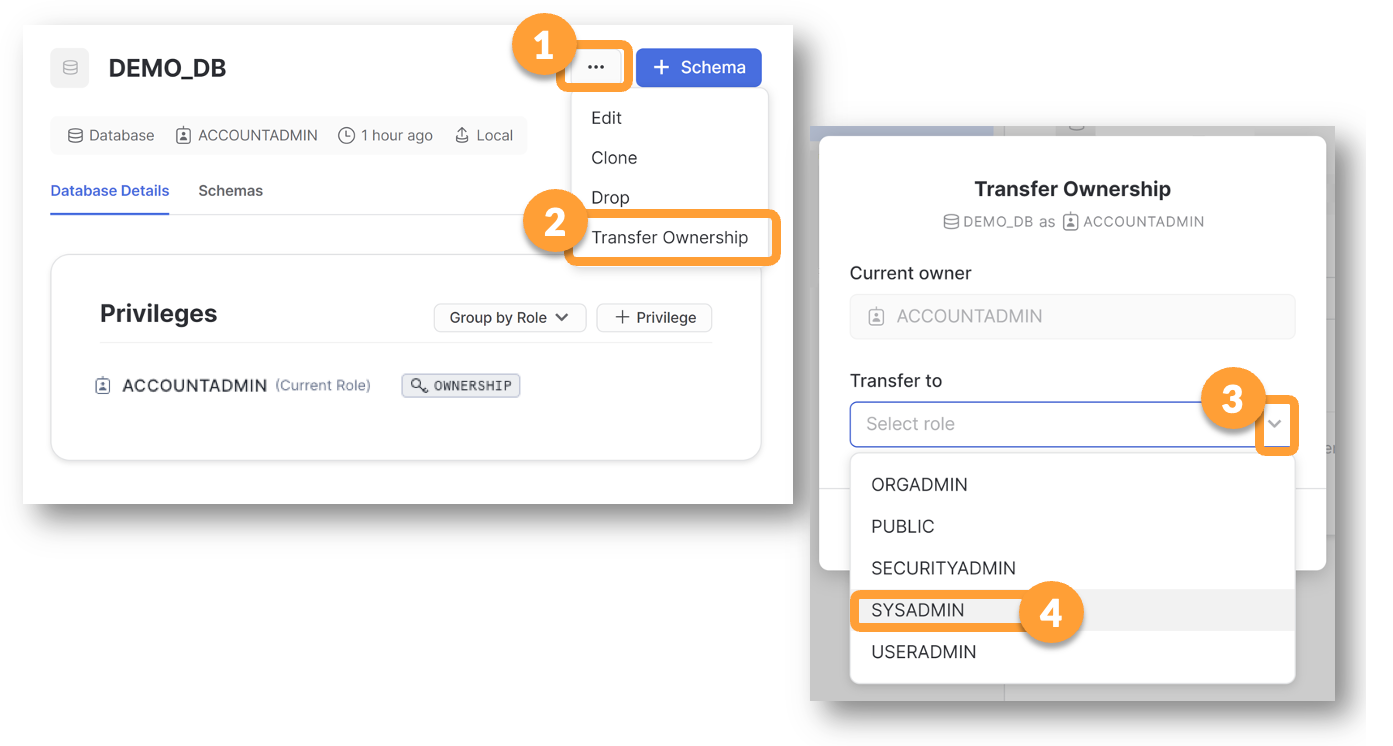 1
DEMO_DB
...
+ Schema
Database ACCOUNTADMIN 1 hour ago Local
Edit
Clone
Drop
2
Transfer Ownership
Database Details Schemas
Privileges
Group by Role
+ Privilege
ACCOUNTADMIN (Current Role) OWNERSHIP
Transfer Ownership
DEMO_DB as ACCOUNTADMIN
Current owner
ACCOUNTADMIN
Transfer to
3
Select role
ORGADMIN
PUBLIC
SECURITYADMIN
SYSADMIN
4
USERADMIN